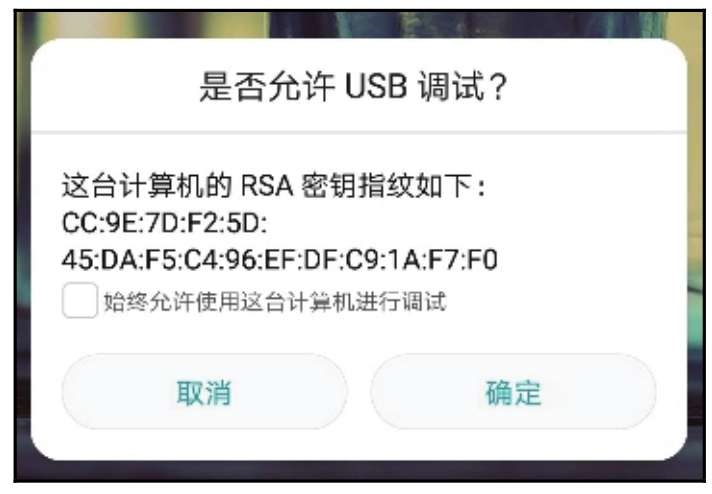 是否允许 USB 调试？
这台计算机的 RSA 密钥指纹如下：
CC:9E:7D:F2:5D:
45:DA:F5:C4:96:EF:DF:C9:1A:F7:F0
始终允许使用这台计算机进行调试
取消
确定